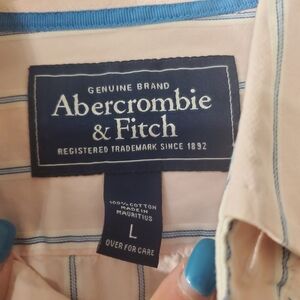 GENUINE BRAND
Abercrombie
& Fitch
REGISTERED TRADEMARK SINCE 1892
100% COTTON
MADE IN
MAURITIUS
L
OVER FOR CARE